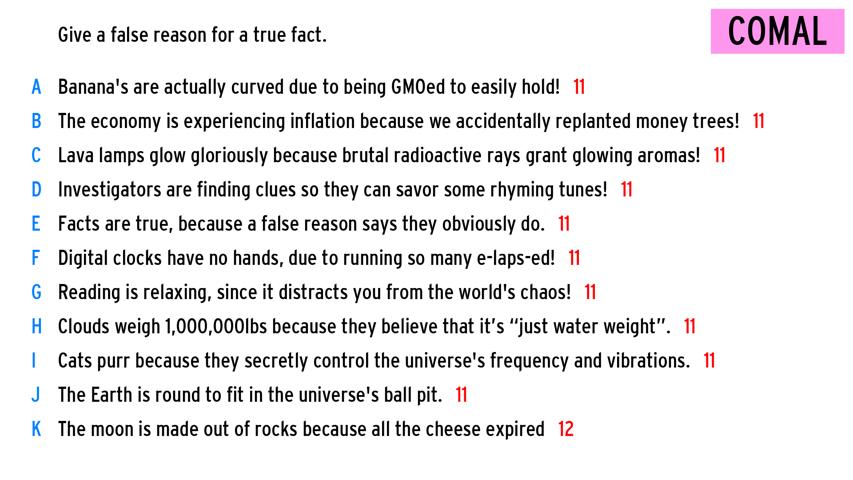 Give a false reason for a true fact.
COMAL
A Banana's are actually curved due to being GMOed to easily hold! 11
B The economy is experiencing inflation because we accidentally replanted money trees! 11
C Lava lamps glow gloriously because brutal radioactive rays grant glowing aromas! 11
D Investigators are finding clues so they can savor some rhyming tunes! 11
E Facts are true, because a false reason says they obviously do. 11
F Digital clocks have no hands, due to running so many e-laps-ed! 11
G Reading is relaxing, since it distracts you from the world's chaos! 11
H Clouds weigh 1,000,000lbs because they believe that it’s “just water weight”. 11
I Cats purr because they secretly control the universe's frequency and vibrations. 11
J The Earth is round to fit in the universe's ball pit. 11
K The moon is made out of rocks because all the cheese expired 12